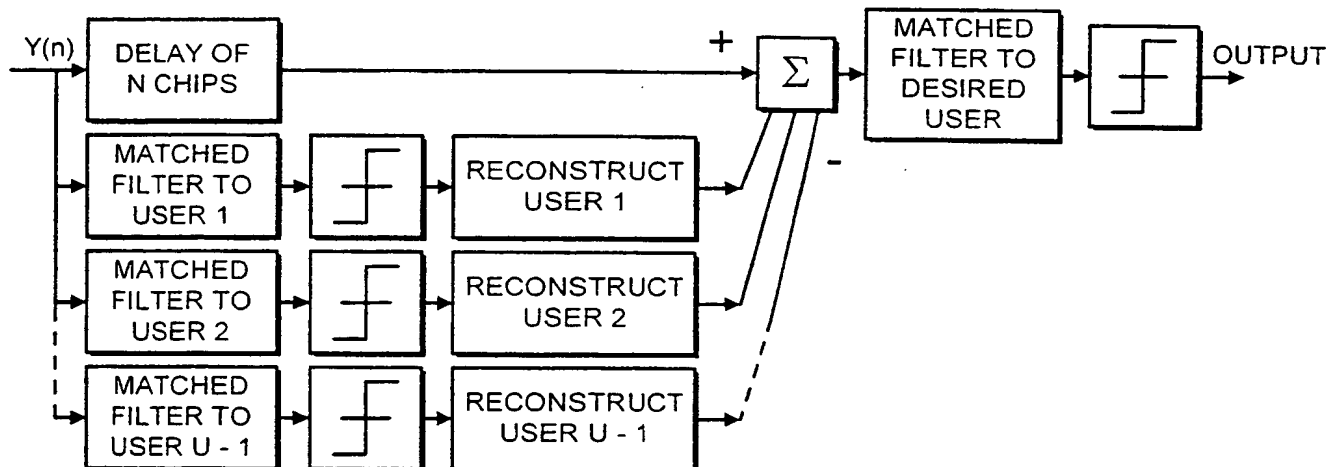 Y(n)
DELAY OF
N CHIPS
+
Σ
-
MATCHED
FILTER TO
DESIRED
USER
OUTPUT
MATCHED
FILTER TO
USER 1
RECONSTRUCT
USER 1
MATCHED
FILTER TO
USER 2
RECONSTRUCT
USER 2
MATCHED
FILTER TO
USER U - 1
RECONSTRUCT
USER U - 1